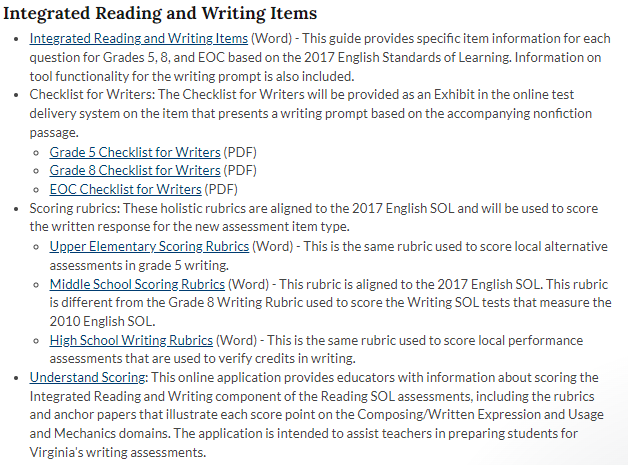 Integrated Reading and Writing Items
Integrated Reading and Writing Items (Word) - This guide provides specific item information for each
question for Grades 5, 8, and EOC based on the 2017 English Standards of Learning. Information on
tool functionality for the writing prompt is also included.
Checklist for Writers: The Checklist for Writers will be provided as an Exhibit in the online test
delivery system on the item that presents a writing prompt based on the accompanying nonfiction
passage.
Grade 5 Checklist for Writers (PDF)
Grade 8 Checklist for Writers (PDF)
EOC Checklist for Writers (PDF)
Scoring rubrics: These holistic rubrics are aligned to the 2017 English SOL and will be used to score
the written response for the new assessment item type.
Upper Elementary Scoring Rubrics (Word) - This is the same rubric used to score local alternative
assessments in grade 5 writing.
Middle School Scoring Rubrics (Word) - This rubric is aligned to the 2017 English SOL. This rubric
is different from the Grade 8 Writing Rubric used to score the Writing SOL tests that measure the
2010 English SOL.
High School Writing Rubrics (Word) - This is the same rubric used to score local performance
assessments that are used to verify credits in writing.
Understand Scoring: This online application provides educators with information about scoring the
Integrated Reading and Writing component of the Reading SOL assessments, including the rubrics
and anchor papers that illustrate each score point on the Composing/Written Expression and Usage
and Mechanics domains. The application is intended to assist teachers in preparing students for
Virginia's writing assessments.